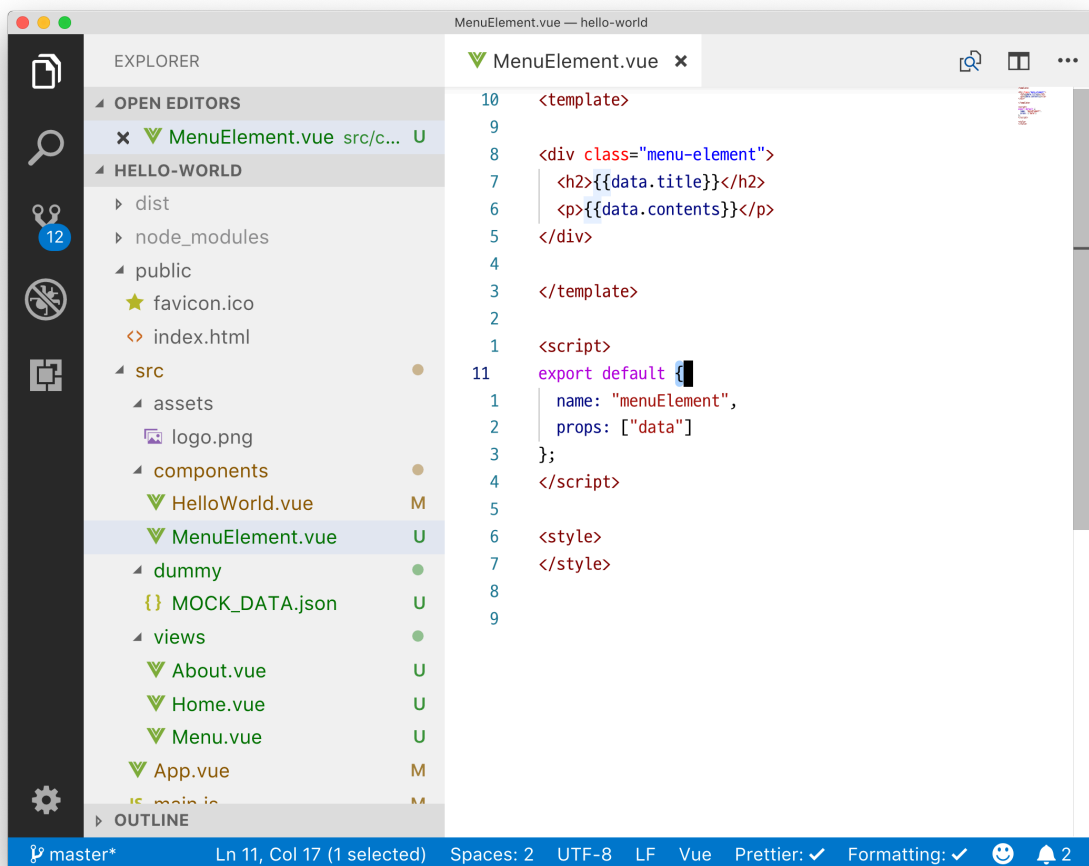 MenuElement.vue — hello-world
EXPLORER
OPEN EDITORS
MenuElement.vue src/c... U
HELLO-WORLD
dist
node_modules
12
public
favicon.ico
<> index.html
src
assets
logo.png
components
HelloWorld.vue M
MenuElement.vue U
dummy
{} MOCK_DATA.json U
views
About.vue U
Home.vue U
Menu.vue U
App.vue M
JS main.js M
OUTLINE
MenuElement.vue
10 <template>
9
8 <div class="menu-element">
7 <h2>{{data.title}}</h2>
6 <p>{{data.contents}}</p>
5 </div>
4
3 </template>
2
1 <script>
11 export default {
1 name: "menuElement",
2 props: ["data"]
3 };
4 </script>
5
6 <style>
7 </style>
8
9
master* Ln 11, Col 17 (1 selected) Spaces: 2 UTF-8 LF Vue Prettier: ✓ Formatting: ✓ 2